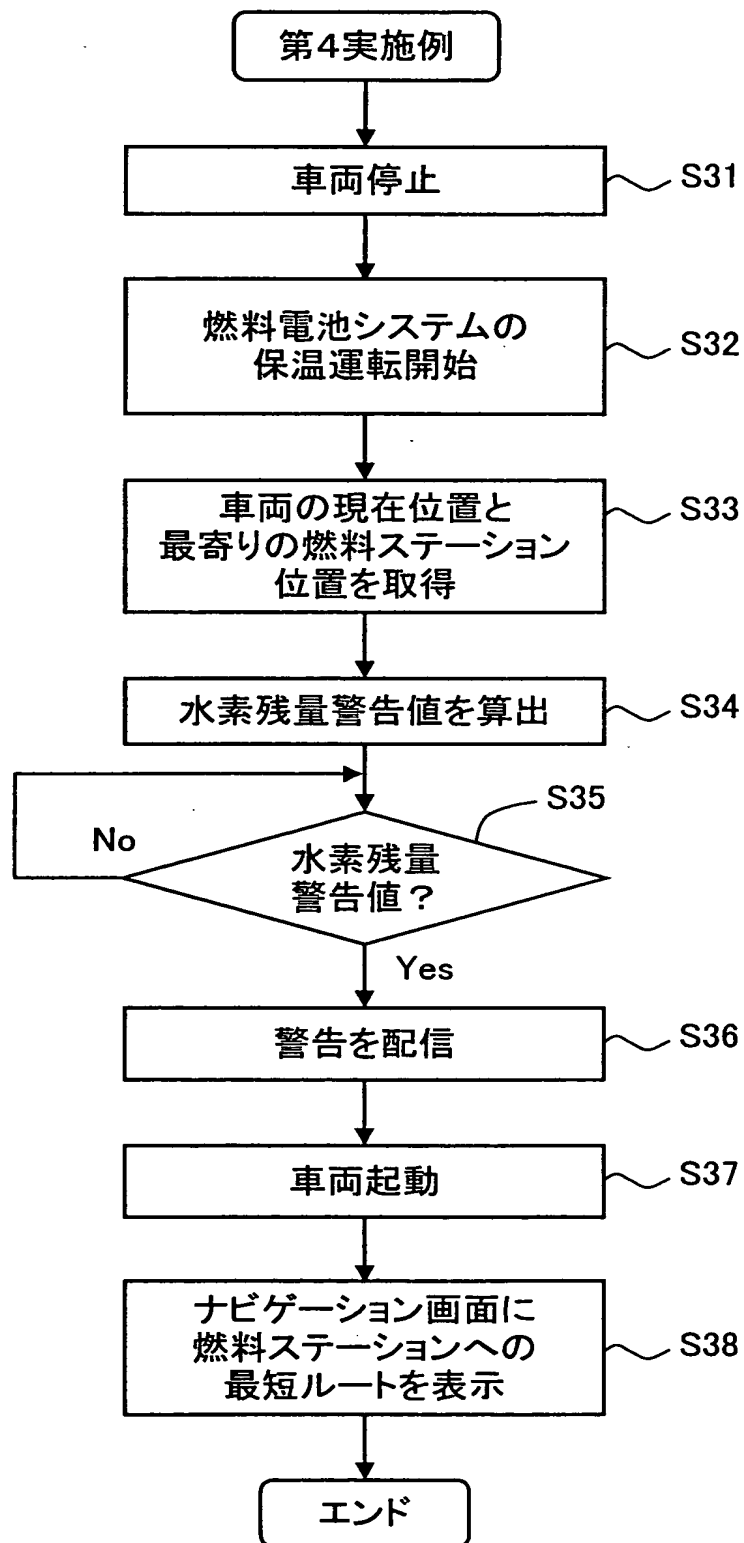 第4実施例
車両停止
S31
燃料電池システムの
保温運転開始
S32
車両の現在位置と
最寄りの燃料ステーション
位置を取得
S33
水素残量警告値を算出
S34
S35
No
水素残量
警告値？
Yes
警告を配信
S36
車両起動
S37
ナビゲーション画面に
燃料ステーションへの
最短ルートを表示
S38
エンド